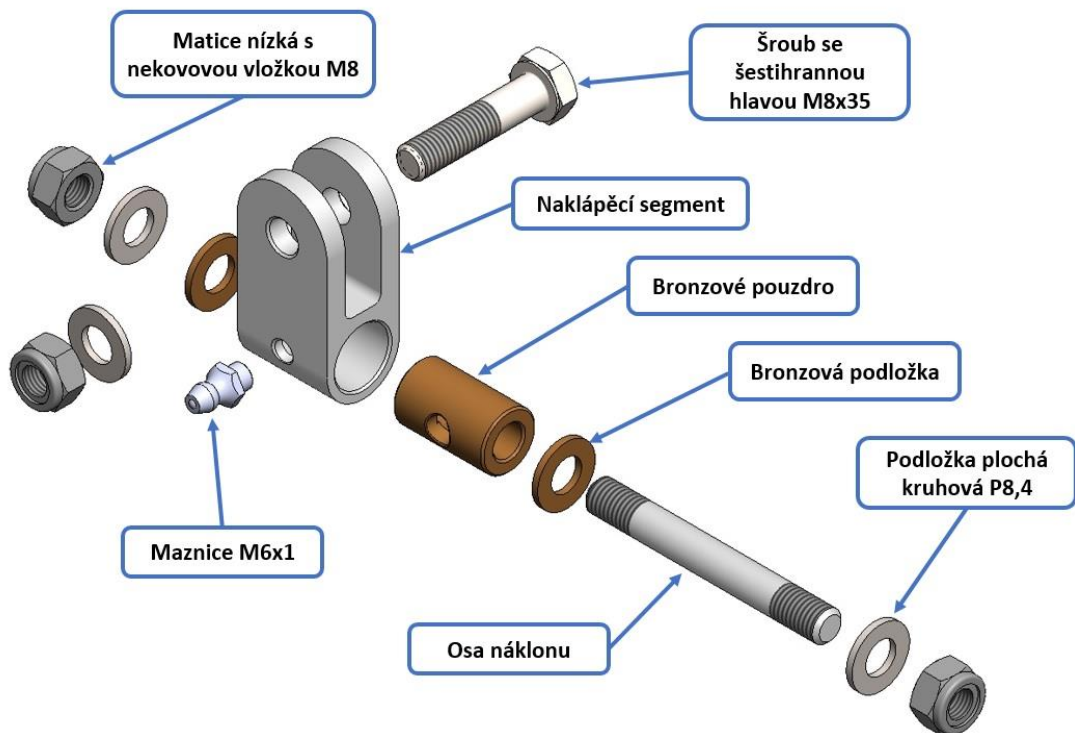 Matice nízká s
nekovovou vložkou M8
Šroub se
šestihrannou
hlavou M8x35
Naklápěcí segment
Bronzové pouzdro
Bronzová podložka
Podložka plochá
kruhová P8,4
Maznice M6x1
Osa náklonu